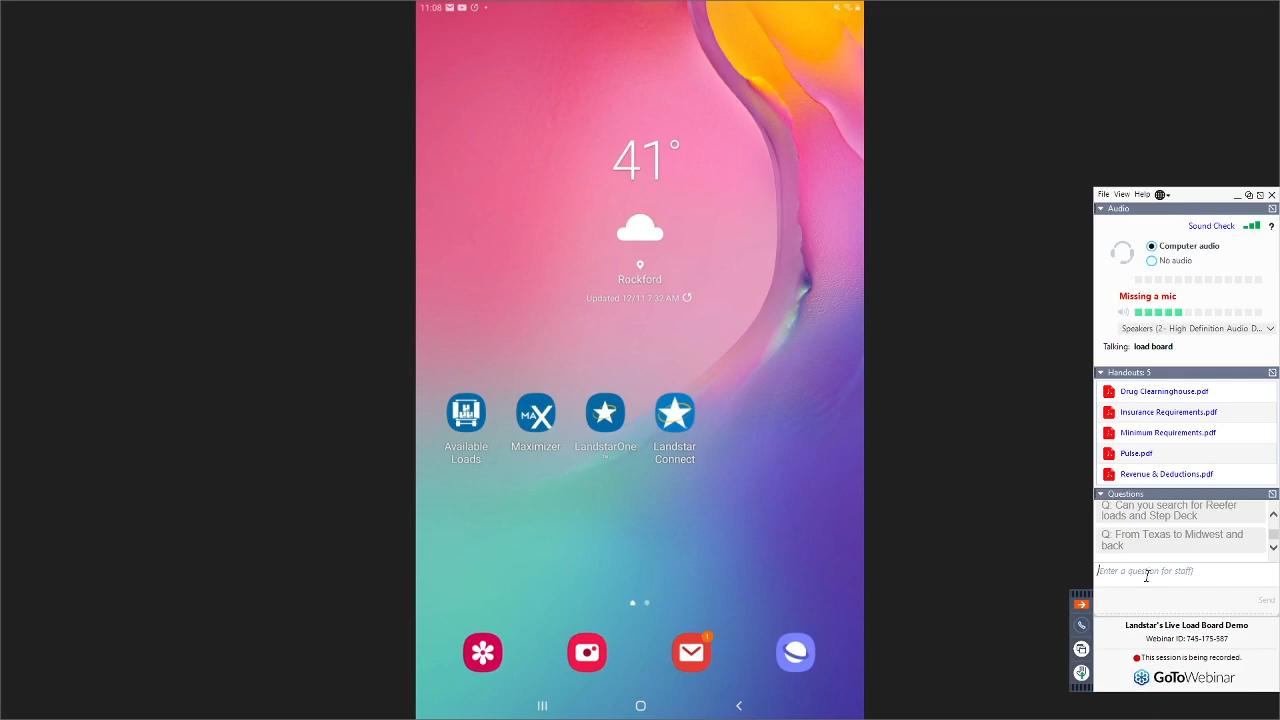 11:08
41°
Rockford
Updated 12/11 7:32 AM
Available
Loads
MAX
Maximizer
LandstarOne
™
Landstar
Connect
1
File View Help
Audio
Sound Check
?
Computer audio
No audio
Missing a mic
Speakers (2- High Definition Audio D...
Talking: load board
Handouts: 5
Drug Clearninghouse.pdf
Insurance Requirements.pdf
Minimum Requirements.pdf
Pulse.pdf
Revenue & Deductions.pdf
Questions
Q: Can you search for Reefer
loads and Step Deck
Q: From Texas to Midwest and
back
[Enter a question for staff]
Send
Landstar's Live Load Board Demo
Webinar ID: 745-175-587
This session is being recorded.
GoToWebinar